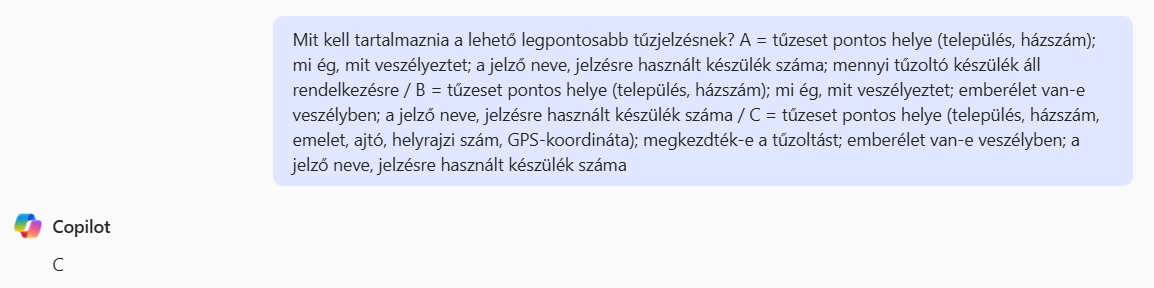 Mit kell tartalmaznia a lehető legpontosabb tűzjelzésnek? A = tűzeset pontos helye (település, házszám);
mi ég, mit veszélyeztet; a jelző neve, jelzésre használt készülék száma; mennyi tűzoltó készülék áll
rendelkezésre / B = tűzeset pontos helye (település, házszám); mi ég, mit veszélyeztet; emberélet van-e
veszélyben; a jelző neve, jelzésre használt készülék száma / C = tűzeset pontos helye (település, házszám,
emelet, ajtó, helyrajzi szám, GPS-koordináta); megkezdték-e a tűzoltást; emberélet van-e veszélyben; a
jelző neve, jelzésre használt készülék száma
Copilot
C